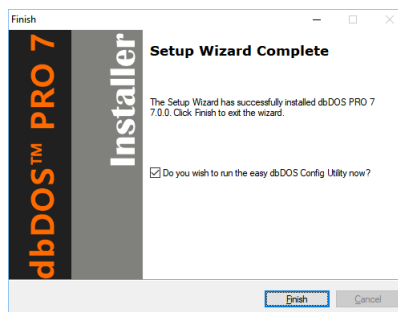 Finish
dbDOS™ PRO 7
Installer
Setup Wizard Complete
The Setup Wizard has successfully installed dbDOS PRO 7
7.0.0. Click Finish to exit the wizard.
Do you wish to run the easy dbDOS Config Utility now?
Finish
Cancel